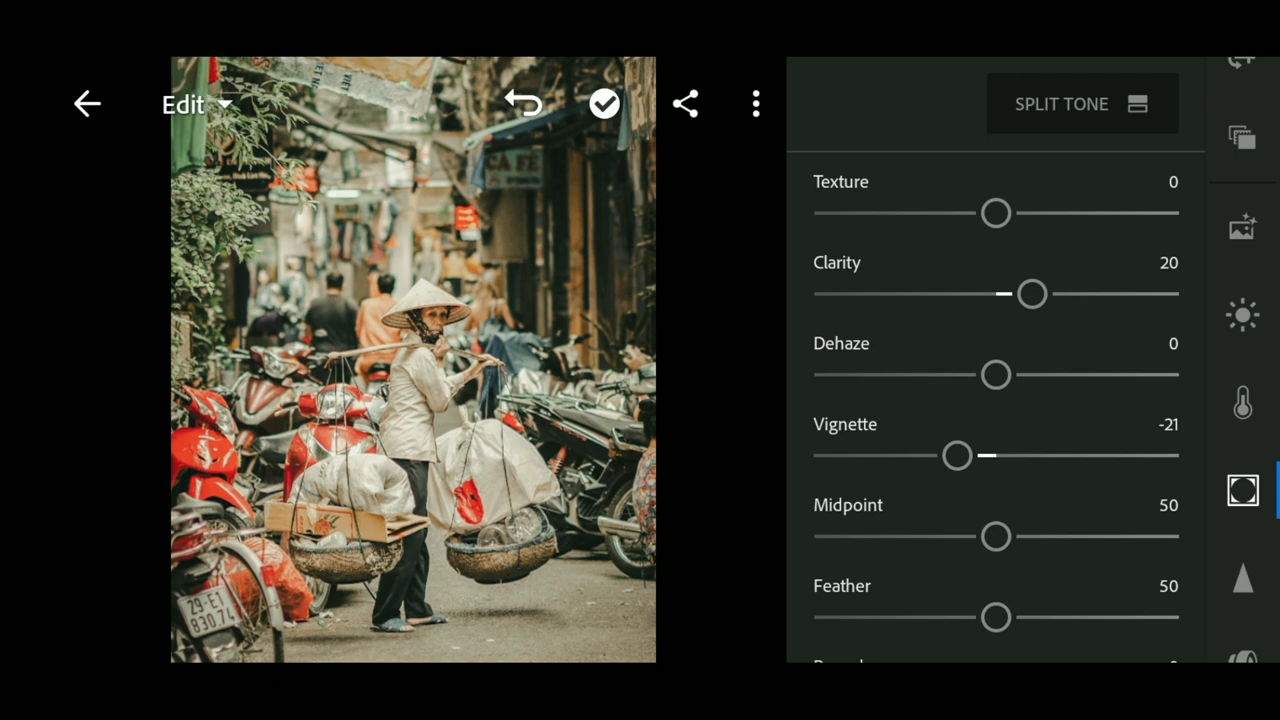 Edit
SPLIT TONE
Texture 0
Clarity 20
Dehaze 0
Vignette -21
Midpoint 50
Feather 50
VIỆT
CA FE
29-E1
830.74